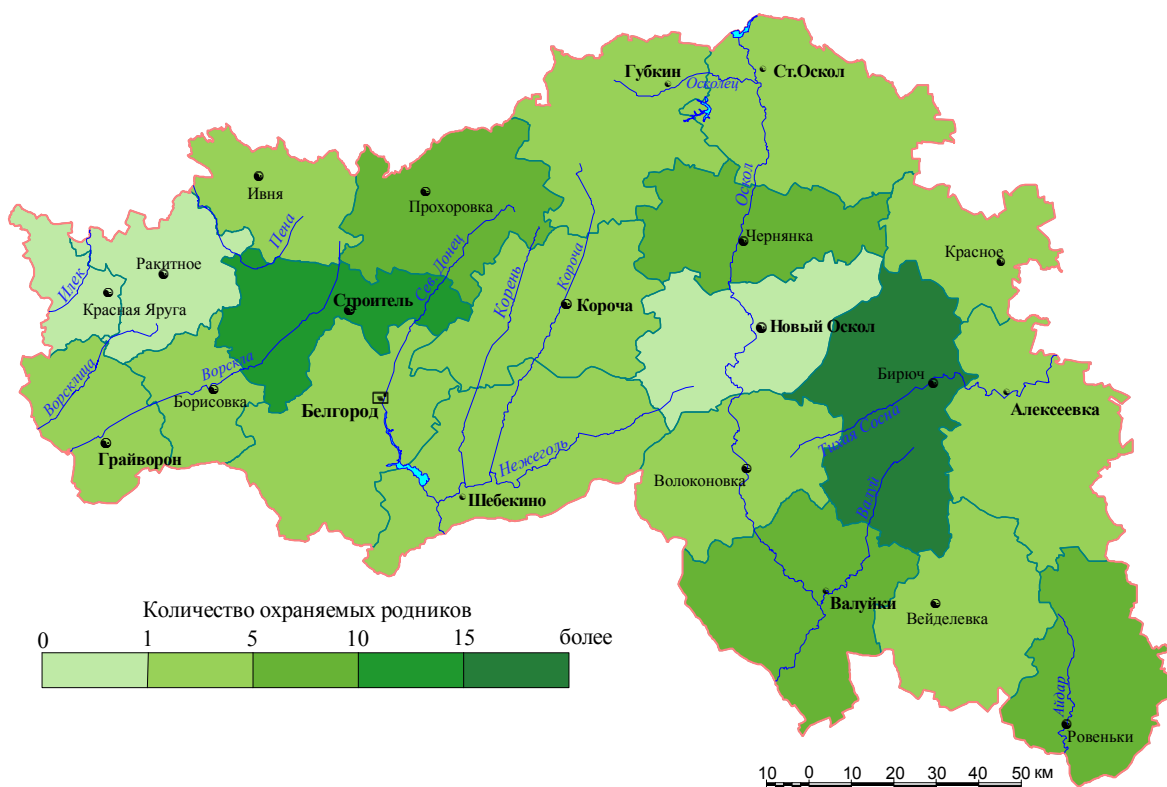 Губкин
Ст.Оскол
Осколец
Ивня
Прохоровка
Оскол
Пена
Чернянка
Красное
Ракитное
Илек
Сев. Донец
Корень
Короча
Красная Яруга
Строитель
Короча
Новый Оскол
Ворсклица
Ворскла
Борисовка
Бирюч
Белгород
Алексеевка
Тихая Сосна
Грайворон
Нежеголь
Волоконовка
Валуй
Шебекино
Валуйки
Вейделевка
Айдар
Ровеньки
Количество охраняемых родников
0 1 5 10 15 более
10 0 10 20 30 40 50 км